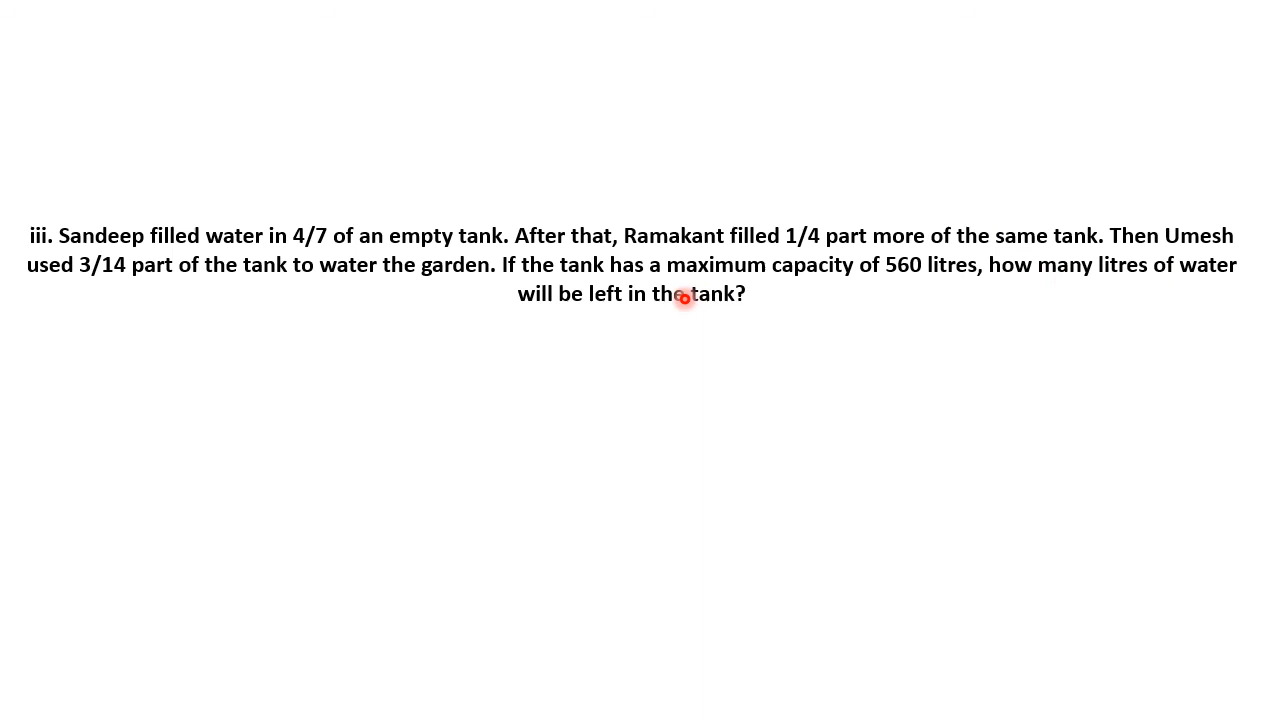 iii. Sandeep filled water in 4/7 of an empty tank. After that, Ramakant filled 1/4 part more of the same tank. Then Umesh
used 3/14 part of the tank to water the garden. If the tank has a maximum capacity of 560 litres, how many litres of water
will be left in the tank?